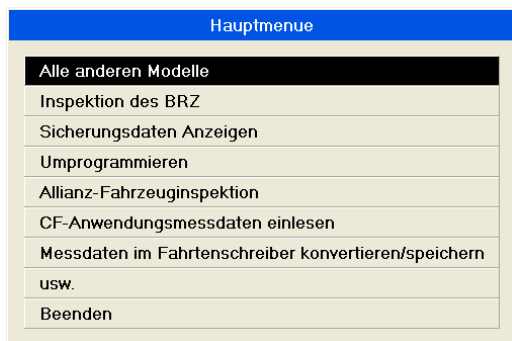 Hauptmenue
Alle anderen Modelle
Inspektion des BRZ
Sicherungsdaten Anzeigen
Umprogrammieren
Allianz-Fahrzeuginspektion
CF-Anwendungsmessdaten einlesen
Messdaten im Fahrtenschreiber konvertieren/speichern
usw.
Beenden